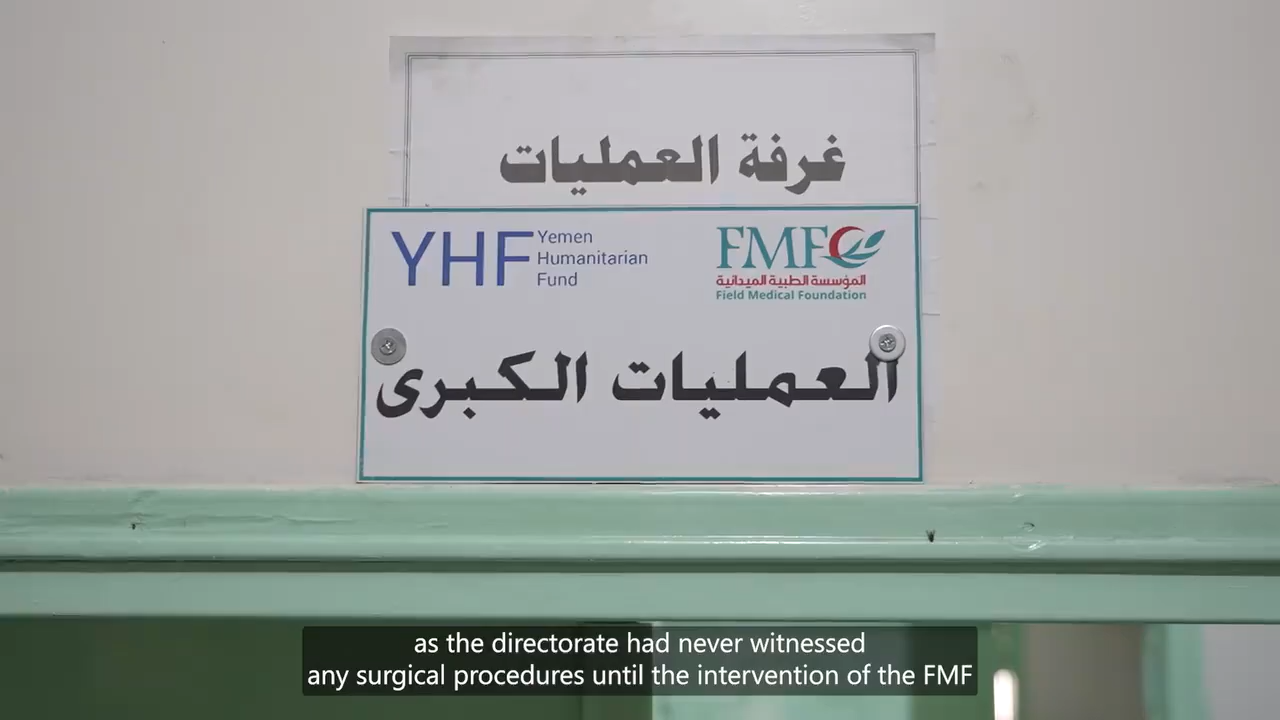 غرفة العمليات
YHF Yemen
Humanitarian
Fund
FMF
المؤسسة الطبية الميدانية
Field Medical Foundation
العمليات الكبرى
as the directorate had never witnessed
any surgical procedures until the intervention of the FMF